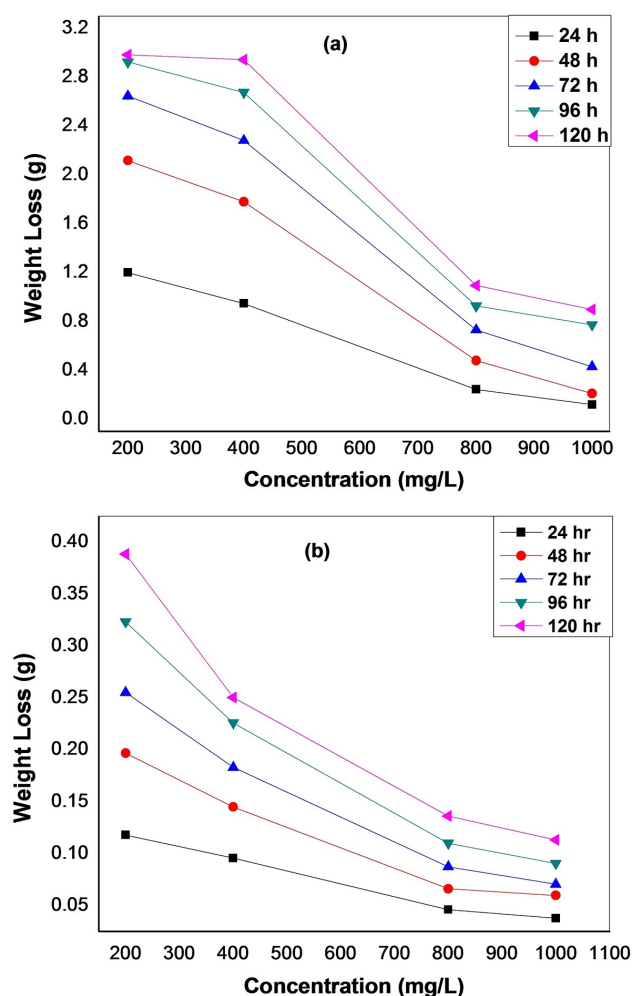 (a)
24 h
48 h
72 h
96 h
120 h
3.2
2.8
2.4
2.0
1.6
1.2
0.8
0.4
0.0
Weight Loss (g)
200 300 400 500 600 700 800 900 1000
Concentration (mg/L)
(b)
24 hr
48 hr
72 hr
96 hr
120 hr
0.40
0.35
0.30
0.25
0.20
0.15
0.10
0.05
Weight Loss (g)
200 300 400 500 600 700 800 900 1000 1100
Concentration (mg/L)